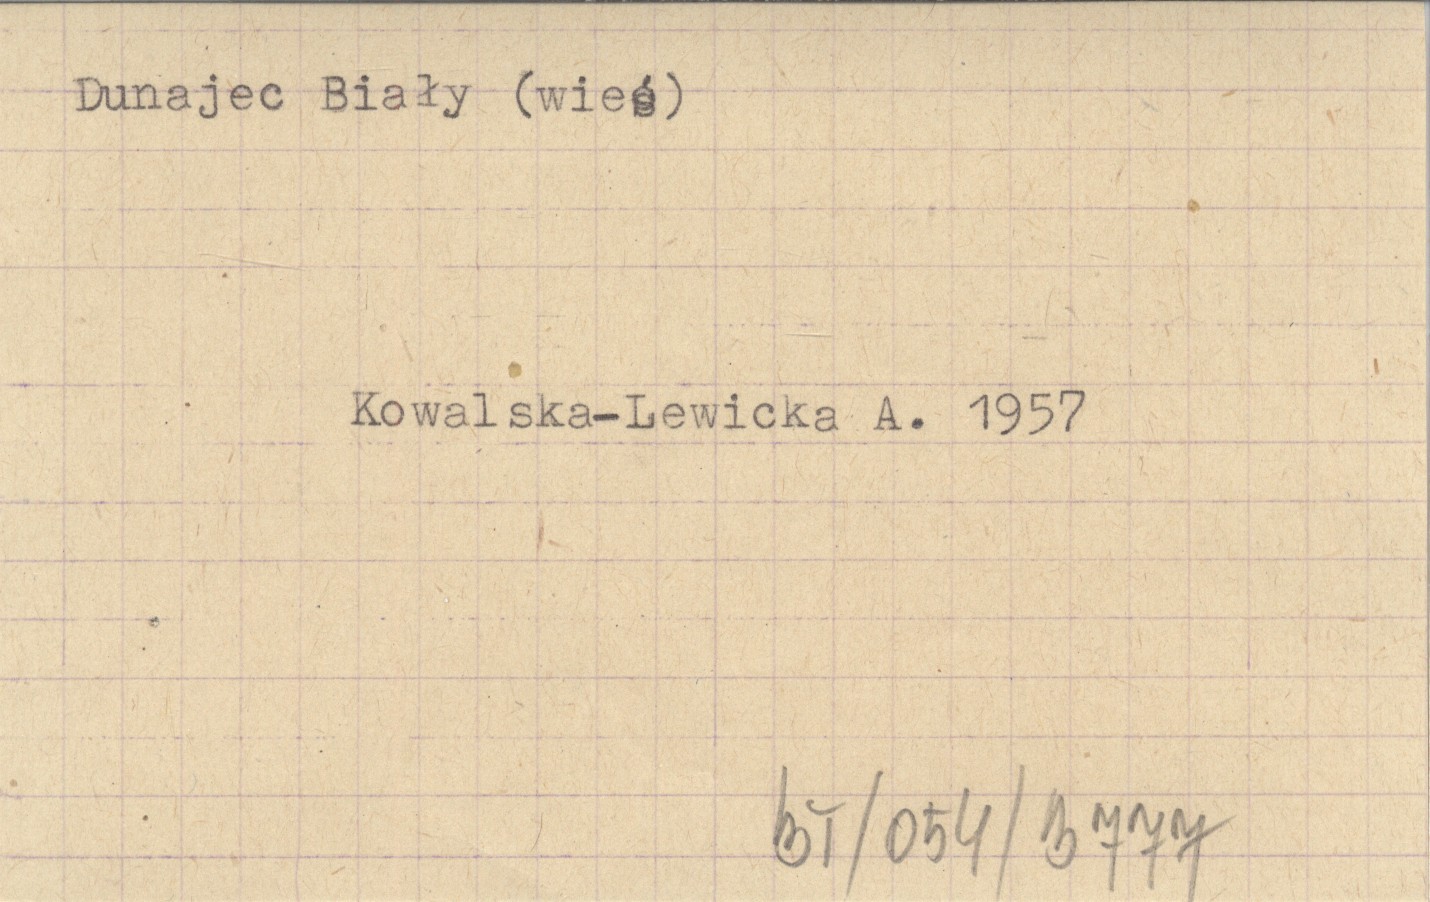 Dunajec Biały (wieś)
Kowalska-Lewicka A. 1957
BT/054/3777